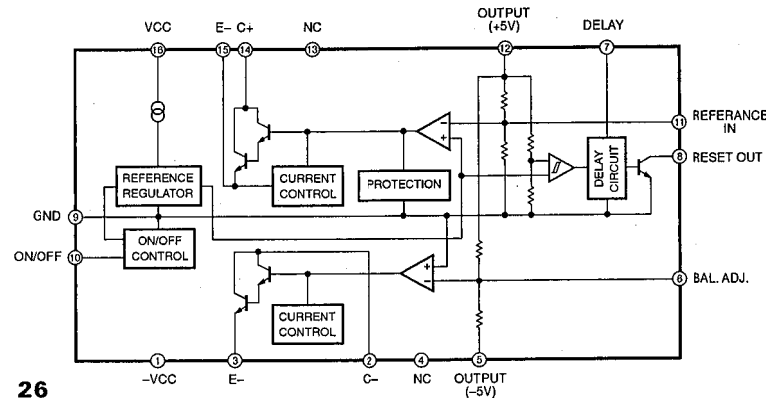 VCC
E– C+
NC
OUTPUT
(+5V)
DELAY
16
15
14
13
12
7
11
REFERANCE
IN
8
RESET OUT
REFERENCE
REGULATOR
CURRENT
CONTROL
PROTECTION
DELAY
CIRCUIT
GND
9
ON/OFF
10
ON/OFF
CONTROL
6
BAL. ADJ.
CURRENT
CONTROL
1
3
2
4
5
–VCC
E–
C–
NC
OUTPUT
(–5V)
26